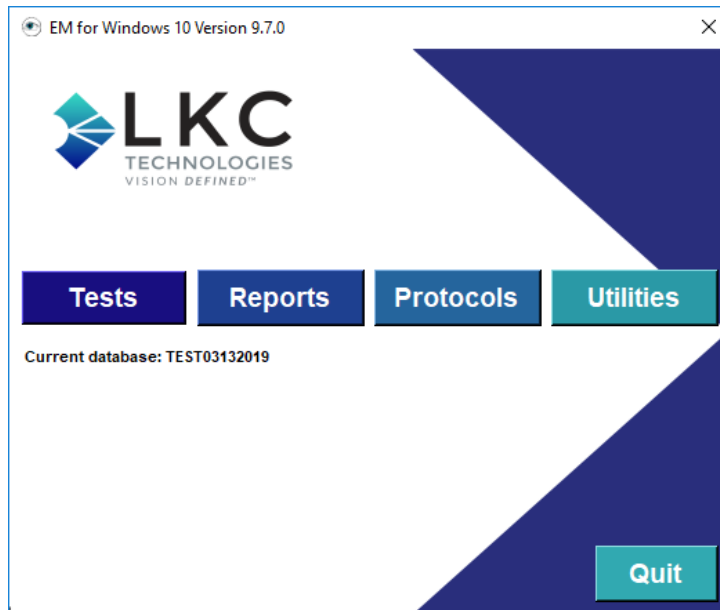 EM for Windows 10 Version 9.7.0
LKC
TECHNOLOGIES
VISION DEFINED™
Tests Reports Protocols Utilities
Current database: TEST03132019
Quit